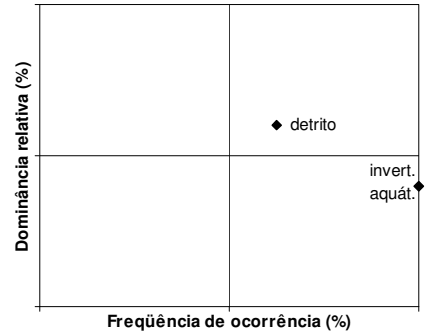 Dominância relativa (%)
detrito
invert.
aquát.
Freqüência de ocorrência (%)